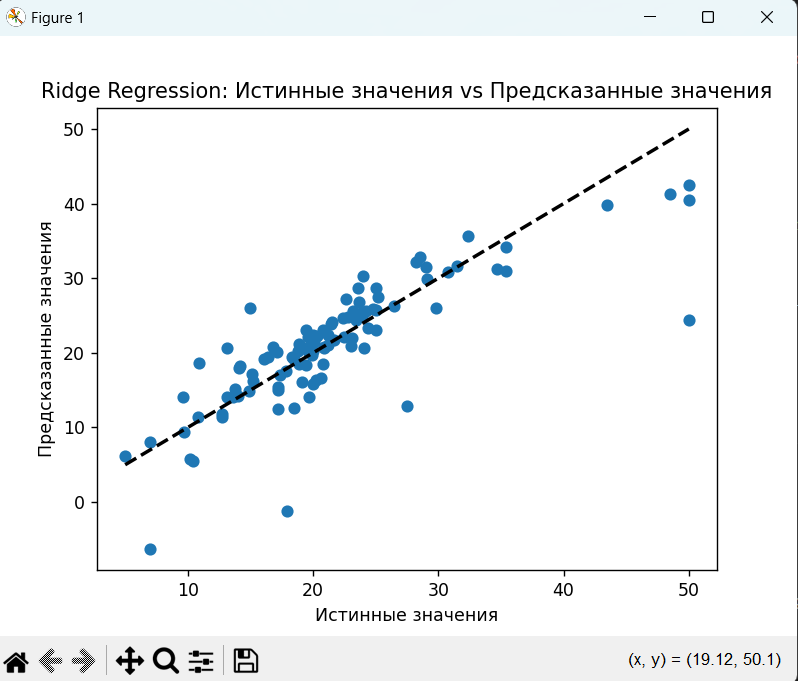 Figure 1
Ridge Regression: Истинные значения vs Предсказанные значения
Предсказанные значения
50
40
30
20
10
0
10 20 30 40 50
Истинные значения
(x, y) = (19.12, 50.1)